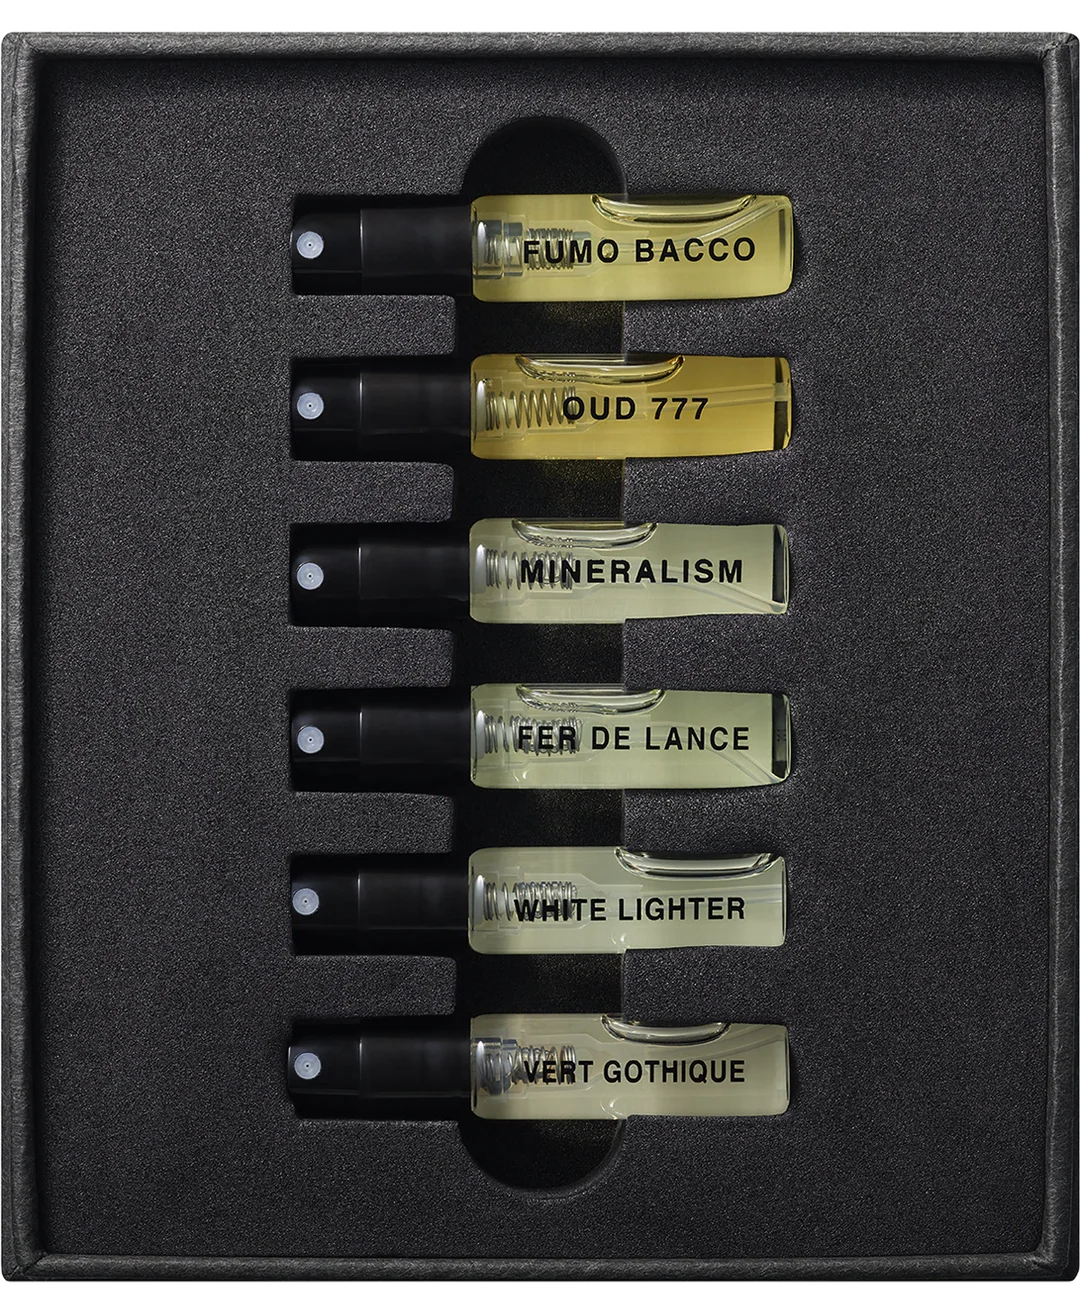 FUMO BACCO
OUD 777
MINERALISM
FER DE LANCE
WHITE LIGHTER
VERT GOTHIQUE